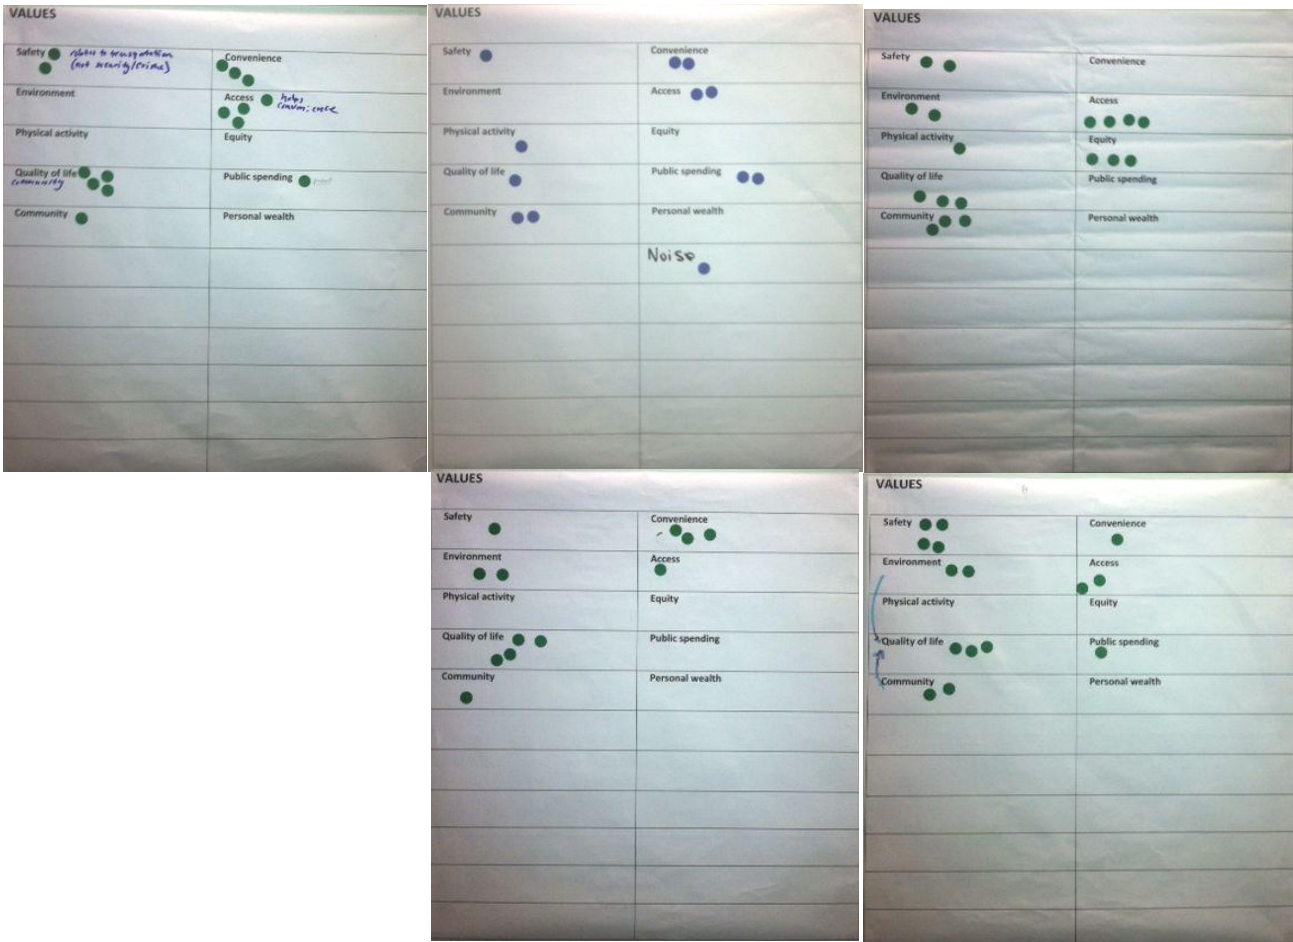 VALUES
Safety relates to transportation
(not security/crime)
Convenience
Environment
Access helps
convenience
Physical activity
Equity
Quality of life
community
Public spending
Community
Personal wealth
VALUES
Safety
Convenience
Environment
Access
Physical activity
Equity
Quality of life
Public spending
Community
Personal wealth
Noise
VALUES
Safety
Convenience
Environment
Access
Physical activity
Equity
Quality of life
Public spending
Community
Personal wealth
VALUES
Safety
Convenience
Environment
Access
Physical activity
Equity
Quality of life
Public spending
Community
Personal wealth
VALUES
Safety
Convenience
Environment
Access
Physical activity
Equity
Quality of life
Public spending
Community
Personal wealth